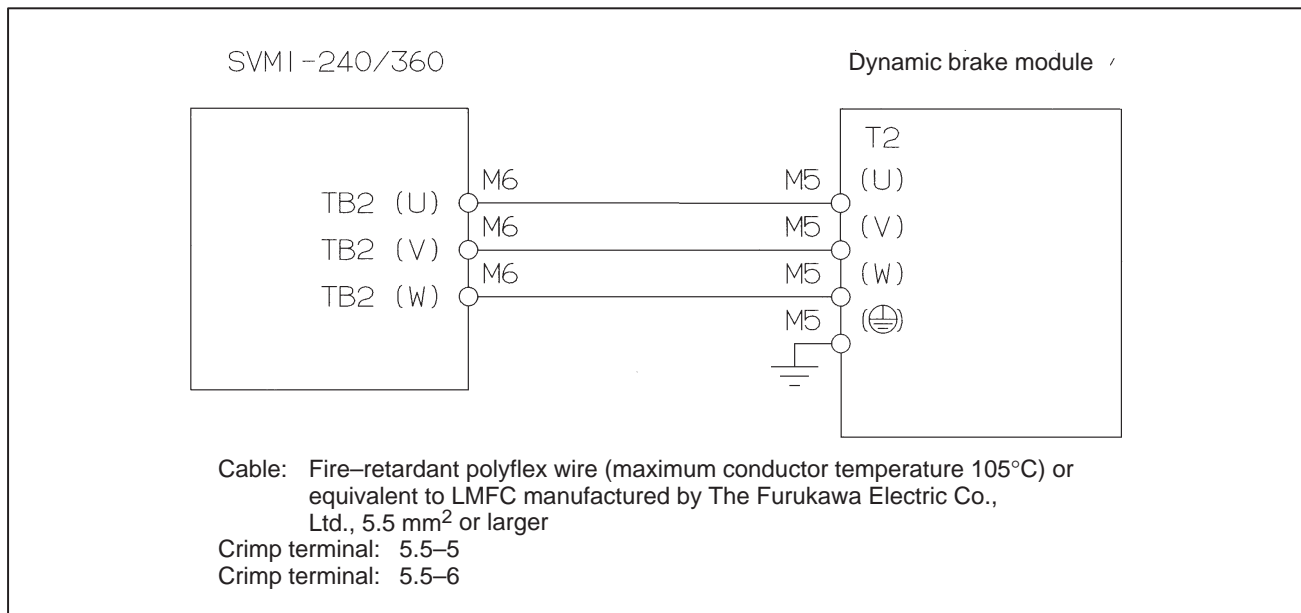 SVM1-240/360
Dynamic brake module
T2
M6 M5 (U)
TB2 (U)
M6 M5 (V)
TB2 (V)
M6 M5 (W)
TB2 (W)
M5
Cable: Fire–retardant polyflex wire (maximum conductor temperature 105°C) or
equivalent to LMFC manufactured by The Furukawa Electric Co.,
Ltd., 5.5 mm² or larger
Crimp terminal: 5.5–5
Crimp terminal: 5.5–6